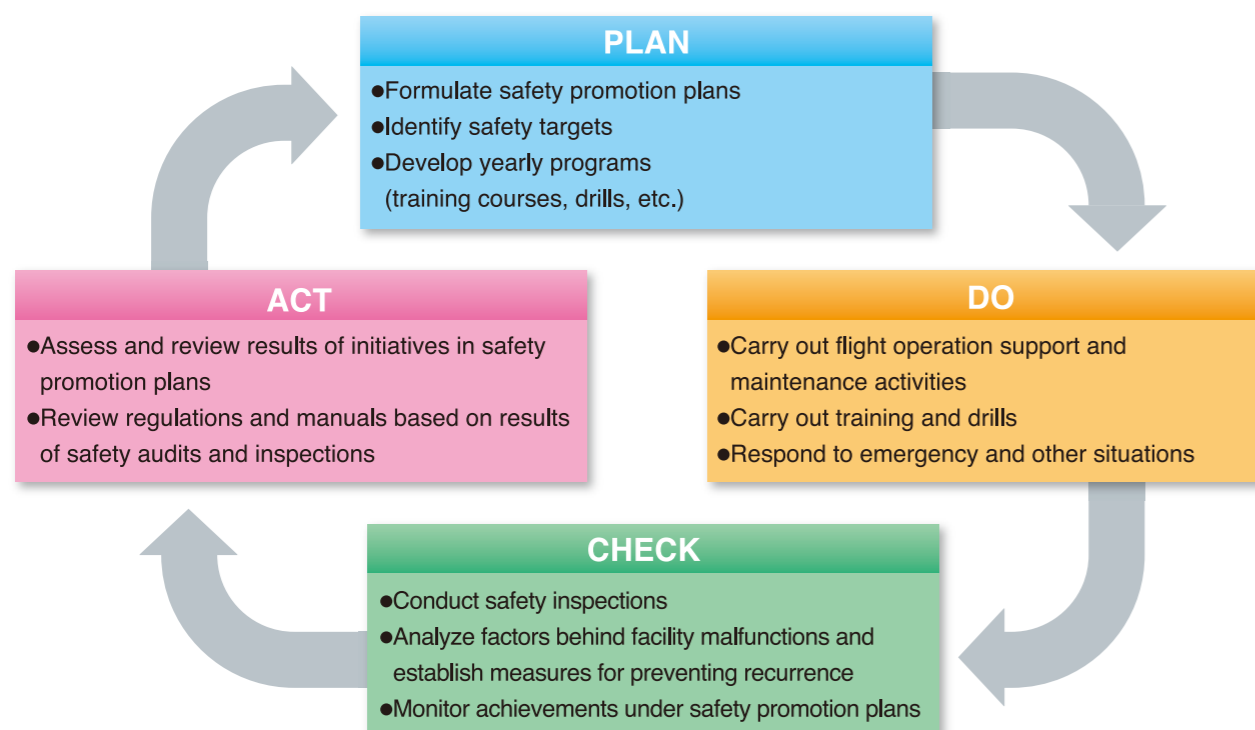 PLAN
●Formulate safety promotion plans
●Identify safety targets
●Develop yearly programs
(training courses, drills, etc.)
DO
●Carry out flight operation support and
maintenance activities
●Carry out training and drills
●Respond to emergency and other situations
CHECK
●Conduct safety inspections
●Analyze factors behind facility malfunctions and
establish measures for preventing recurrence
●Monitor achievements under safety promotion plans
ACT
●Assess and review results of initiatives in safety
promotion plans
●Review regulations and manuals based on results
of safety audits and inspections